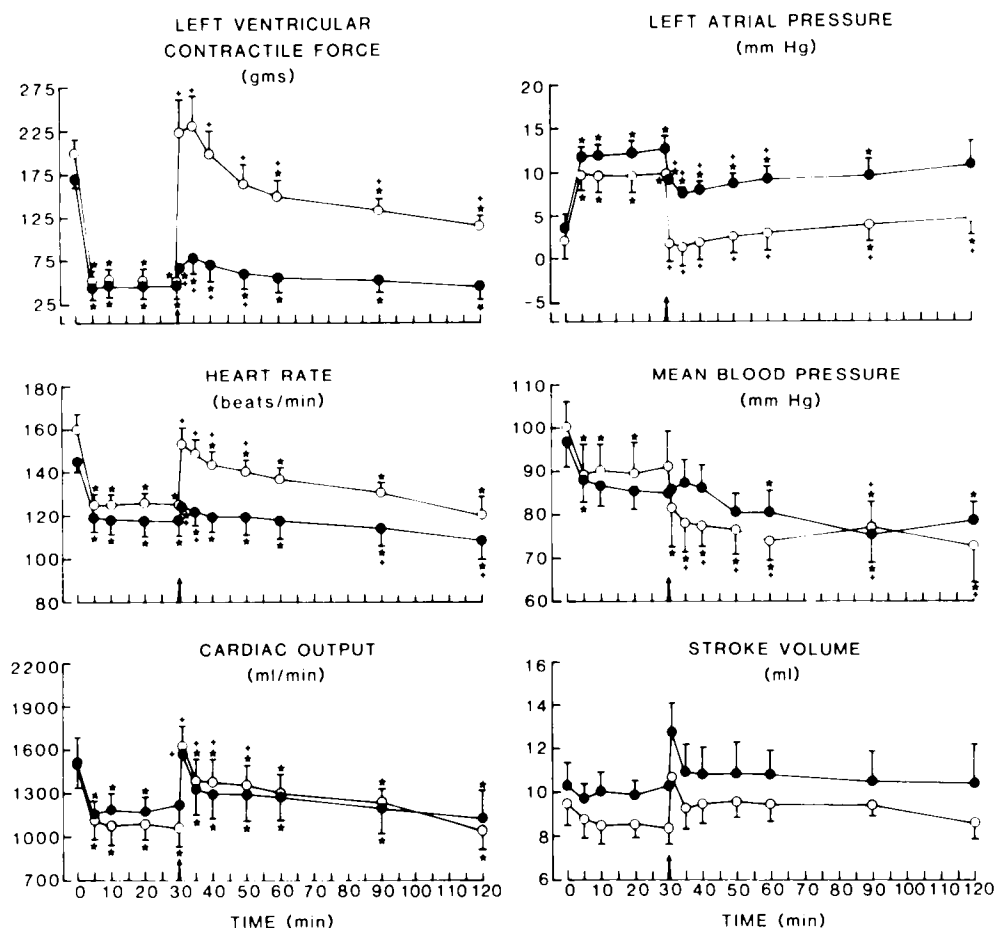 LEFT VENTRICULAR
CONTRACTILE FORCE
(gms)
275
225
175
125
75
25
LEFT ATRIAL PRESSURE
(mm Hg)
20
15
10
5
0
-5
HEART RATE
(beats/min)
180
160
140
120
100
80
MEAN BLOOD PRESSURE
(mm Hg)
110
100
90
80
70
60
CARDIAC OUTPUT
(ml/min)
2200
1900
1600
1300
1000
700
0 10 20 30 40 50 60 70 80 90 100 110 120
TIME (min)
STROKE VOLUME
(ml)
16
14
12
10
8
6
0 10 20 30 40 50 60 70 80 90 100 110 120
TIME (min)